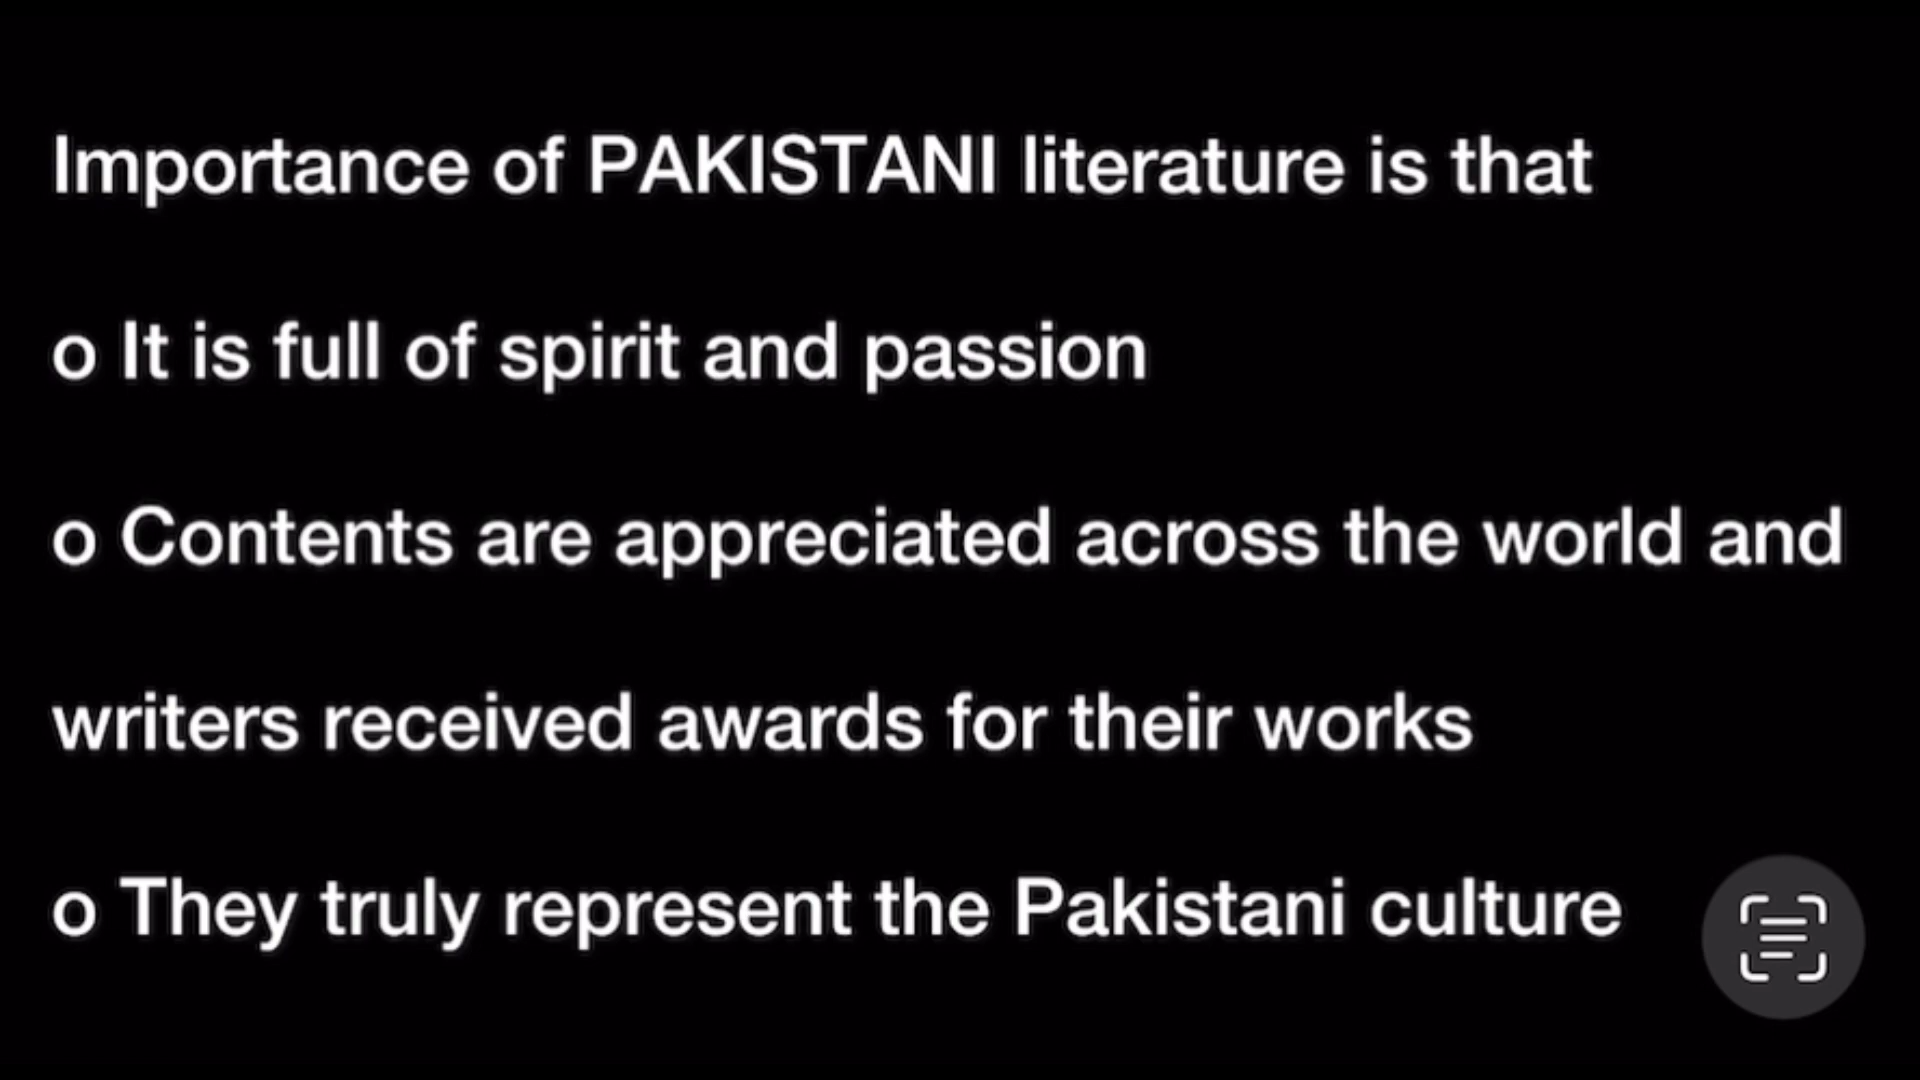 Importance of PAKISTANI literature is that
o It is full of spirit and passion
o Contents are appreciated across the world and
writers received awards for their works
o They truly represent the Pakistani culture